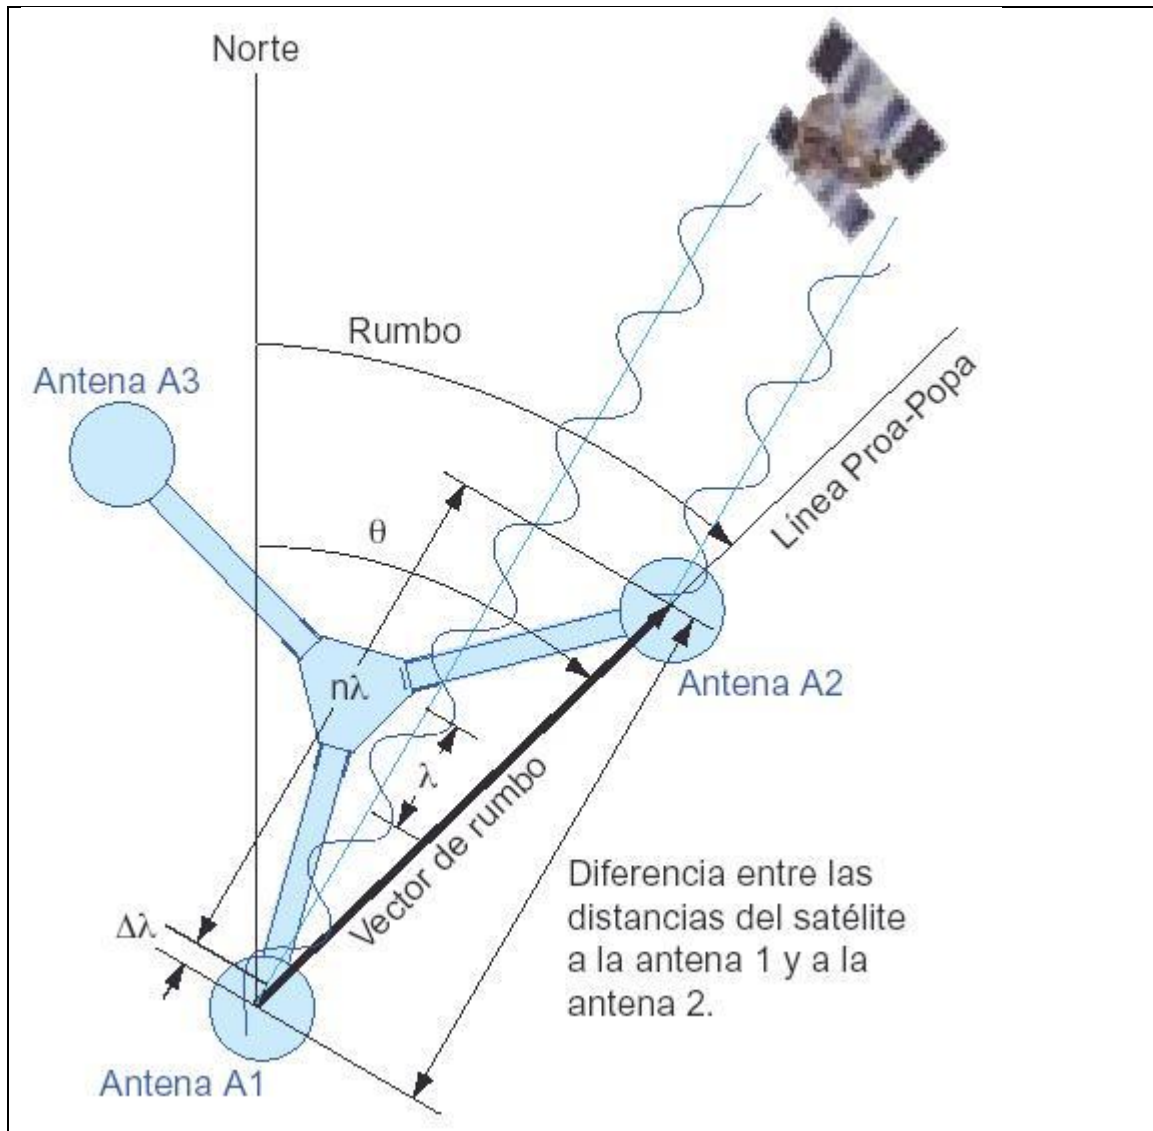 Norte
Rumbo
Antena A3
Línea Proa-Popa
θ
Antena A2
nλ
λ
Vector de rumbo
Diferencia entre las
distancias del satélite
a la antena 1 y a la
antena 2.
Δλ
Antena A1